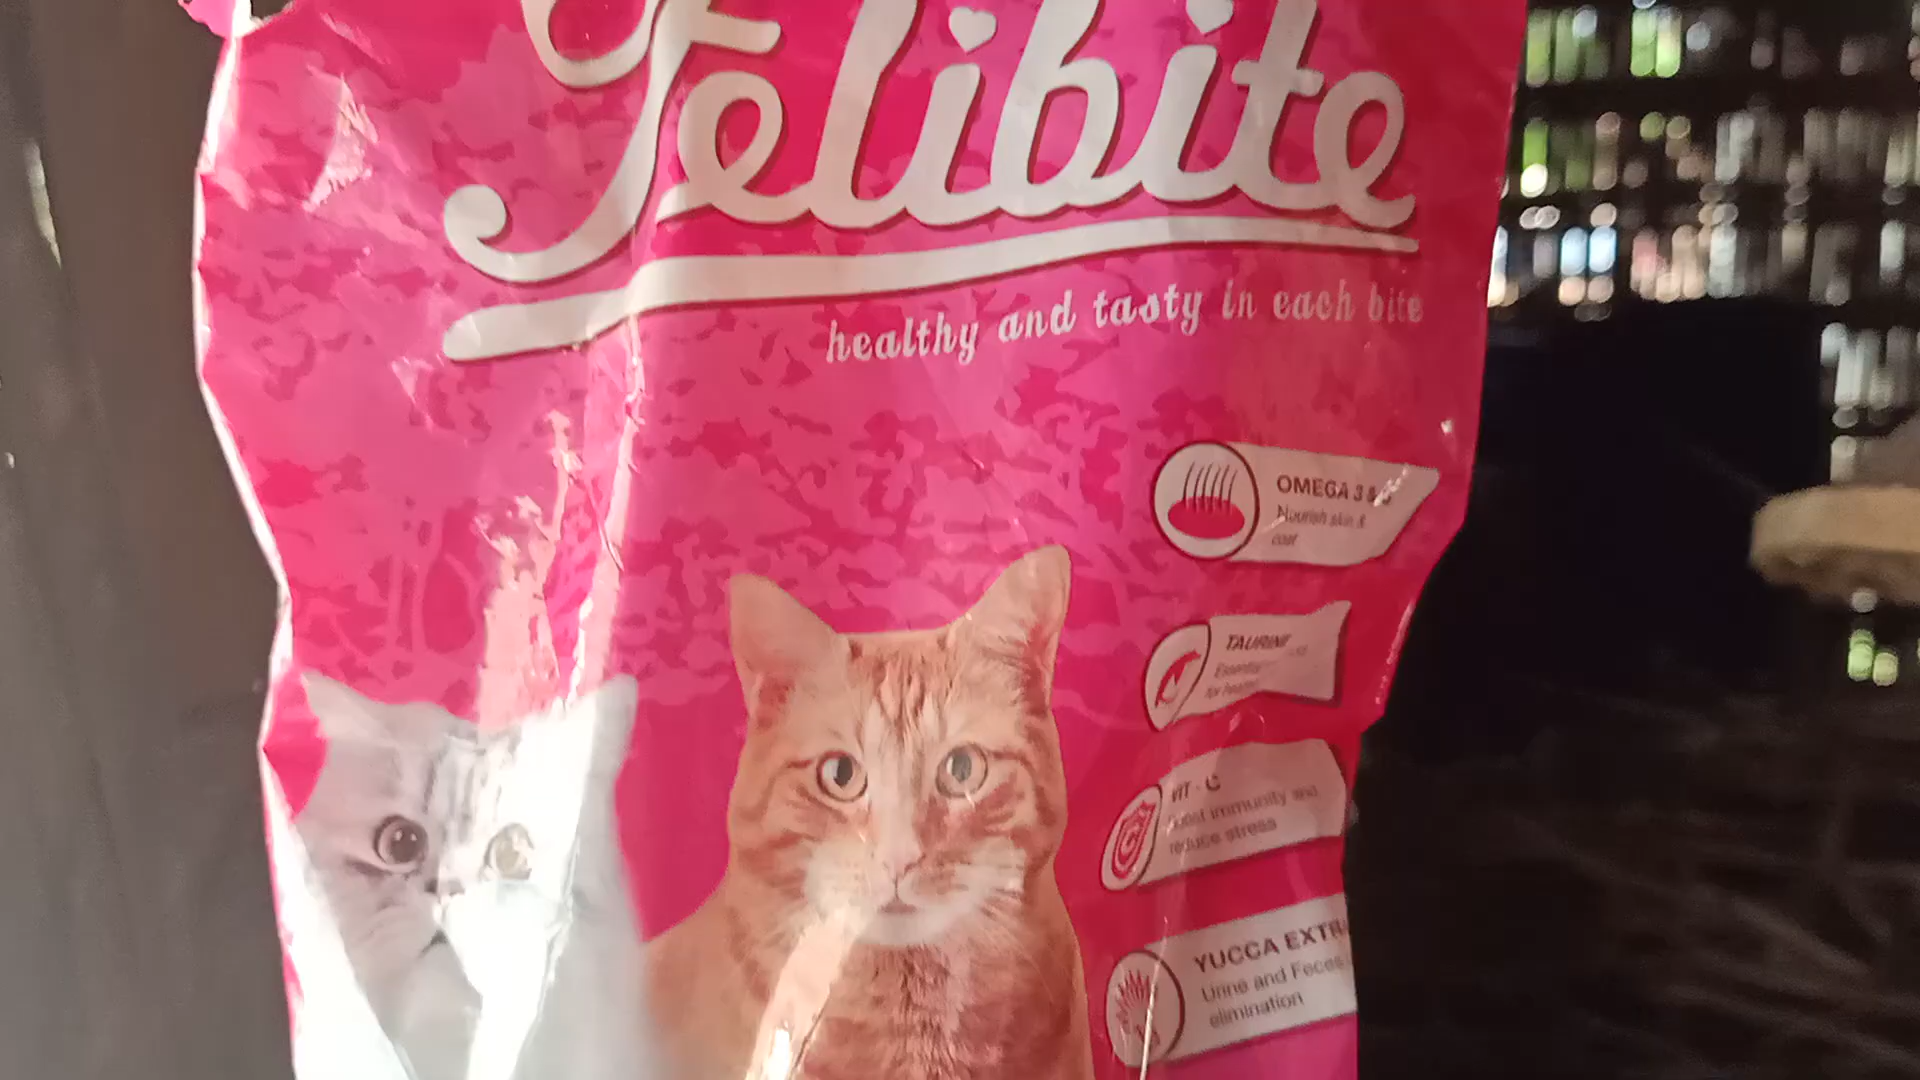 Felibite
healthy and tasty in each bite
OMEGA 3 &
Nourish skin &
coat
TAURINE
for
VIT - C
Boost immunity and
reduce stress
YUCCA EXTR
Urine and Feces
elimination